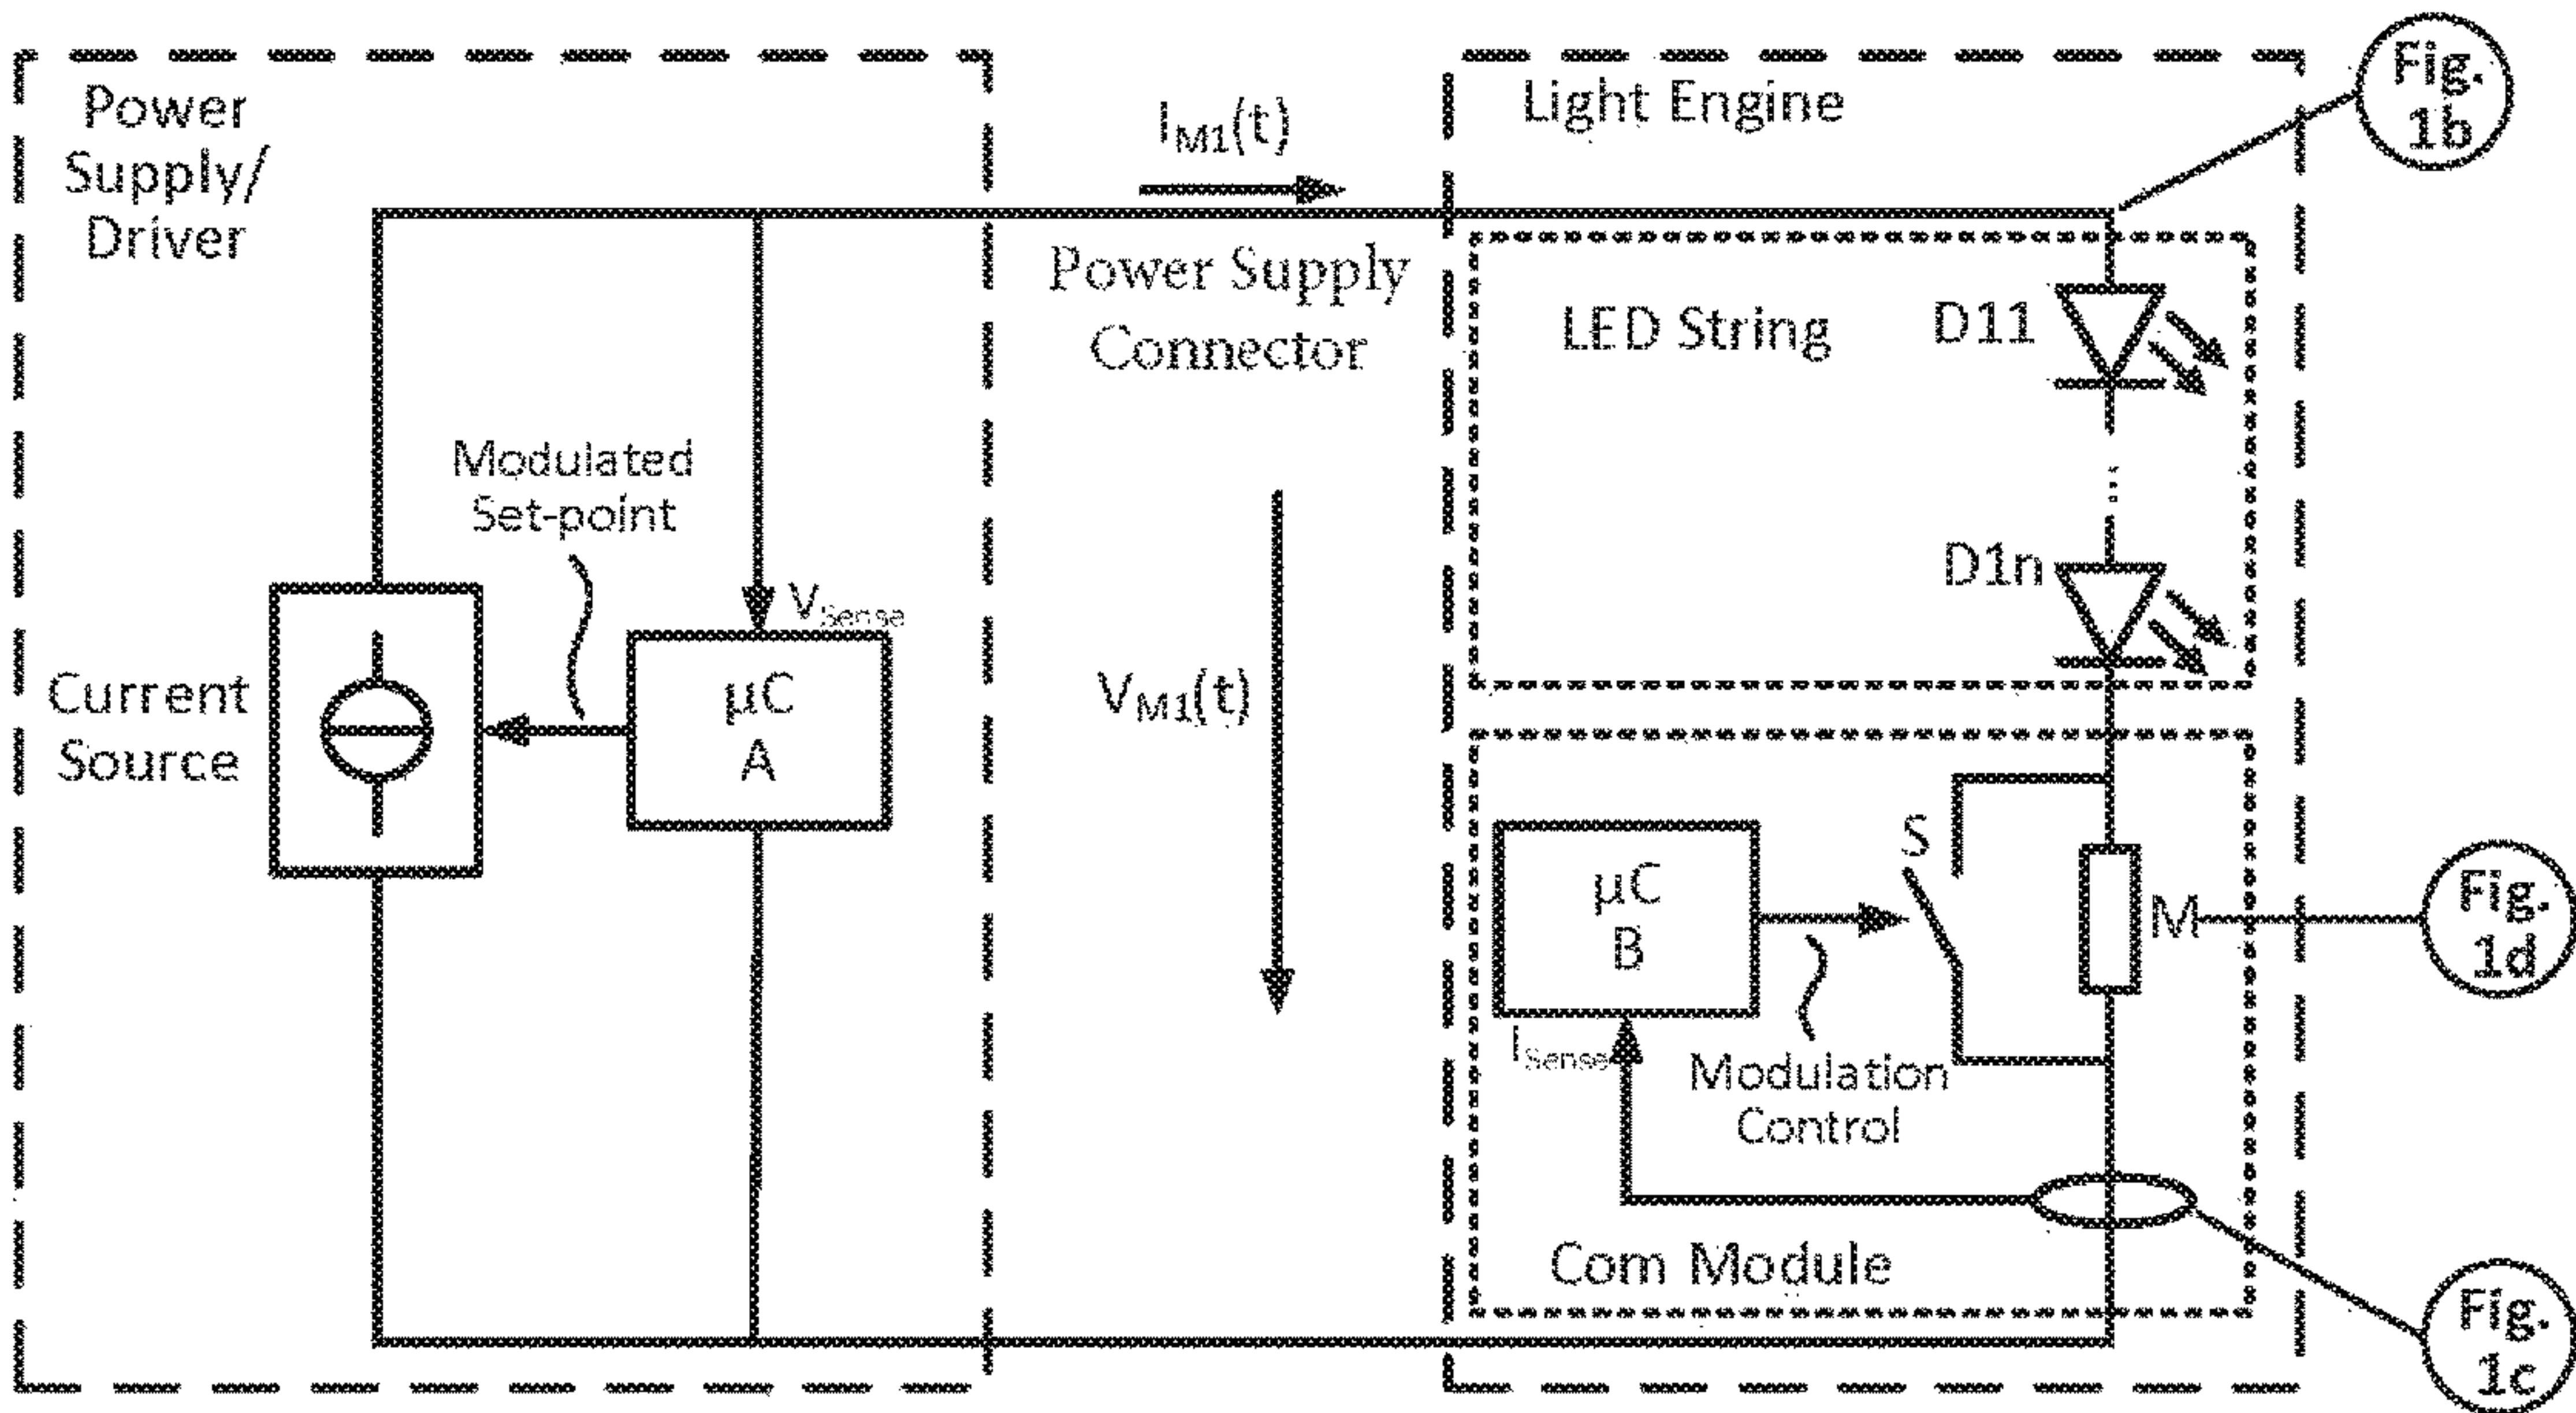 Power
Supply/
Driver
I_M1(t)
Light Engine
Fig.
1b
Power Supply
Connector
LED String
D11
Modulated
Set-point
D1n
V_Sense
Current
Source
µC
A
V_M1(t)
S
µC
B
M
Fig.
1d
I_Sense
Modulation
Control
Com Module
Fig.
1c